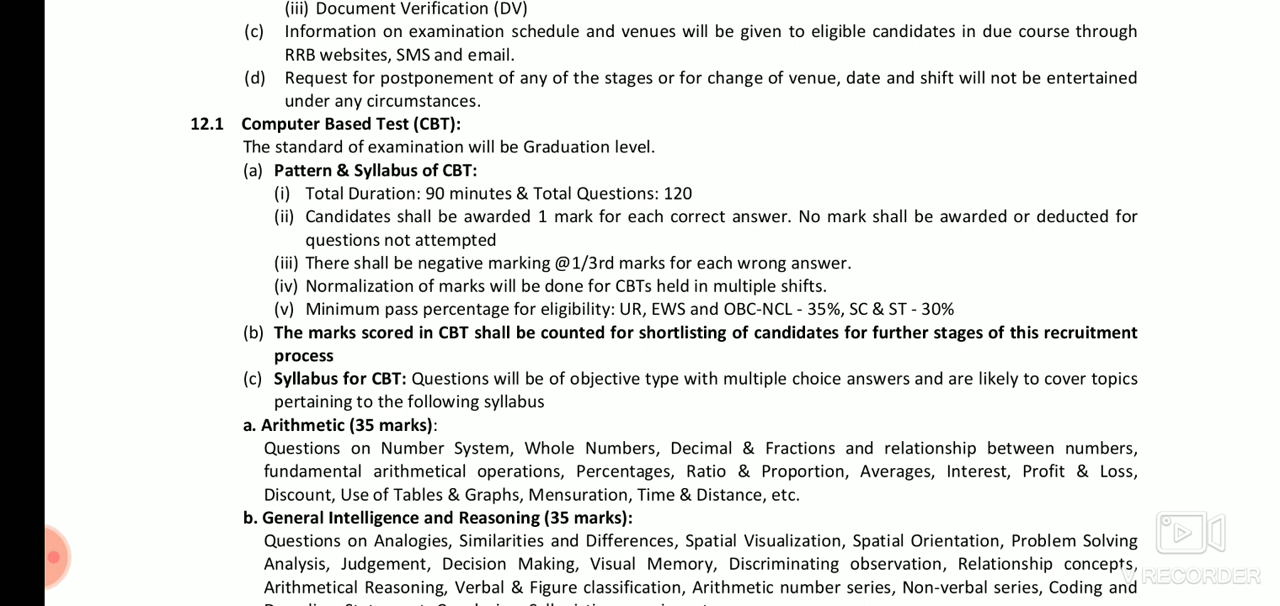 (iii) Document Verification (DV)
(c) Information on examination schedule and venues will be given to eligible candidates in due course through
RRB websites, SMS and email.
(d) Request for postponement of any of the stages or for change of venue, date and shift will not be entertained
under any circumstances.
12.1 Computer Based Test (CBT):
The standard of examination will be Graduation level.
(a) Pattern & Syllabus of CBT:
(i) Total Duration: 90 minutes & Total Questions: 120
(ii) Candidates shall be awarded 1 mark for each correct answer. No mark shall be awarded or deducted for
questions not attempted
(iii) There shall be negative marking @1/3rd marks for each wrong answer.
(iv) Normalization of marks will be done for CBTs held in multiple shifts.
(v) Minimum pass percentage for eligibility: UR, EWS and OBC-NCL - 35%, SC & ST - 30%
(b) The marks scored in CBT shall be counted for shortlisting of candidates for further stages of this recruitment
process
(c) Syllabus for CBT: Questions will be of objective type with multiple choice answers and are likely to cover topics
pertaining to the following syllabus
a. Arithmetic (35 marks):
Questions on Number System, Whole Numbers, Decimal & Fractions and relationship between numbers,
fundamental arithmetical operations, Percentages, Ratio & Proportion, Averages, Interest, Profit & Loss,
Discount, Use of Tables & Graphs, Mensuration, Time & Distance, etc.
b. General Intelligence and Reasoning (35 marks):
Questions on Analogies, Similarities and Differences, Spatial Visualization, Spatial Orientation, Problem Solving
Analysis, Judgement, Decision Making, Visual Memory, Discriminating observation, Relationship concepts,
Arithmetical Reasoning, Verbal & Figure classification, Arithmetic number series, Non-verbal series, Coding and
V RECORDER